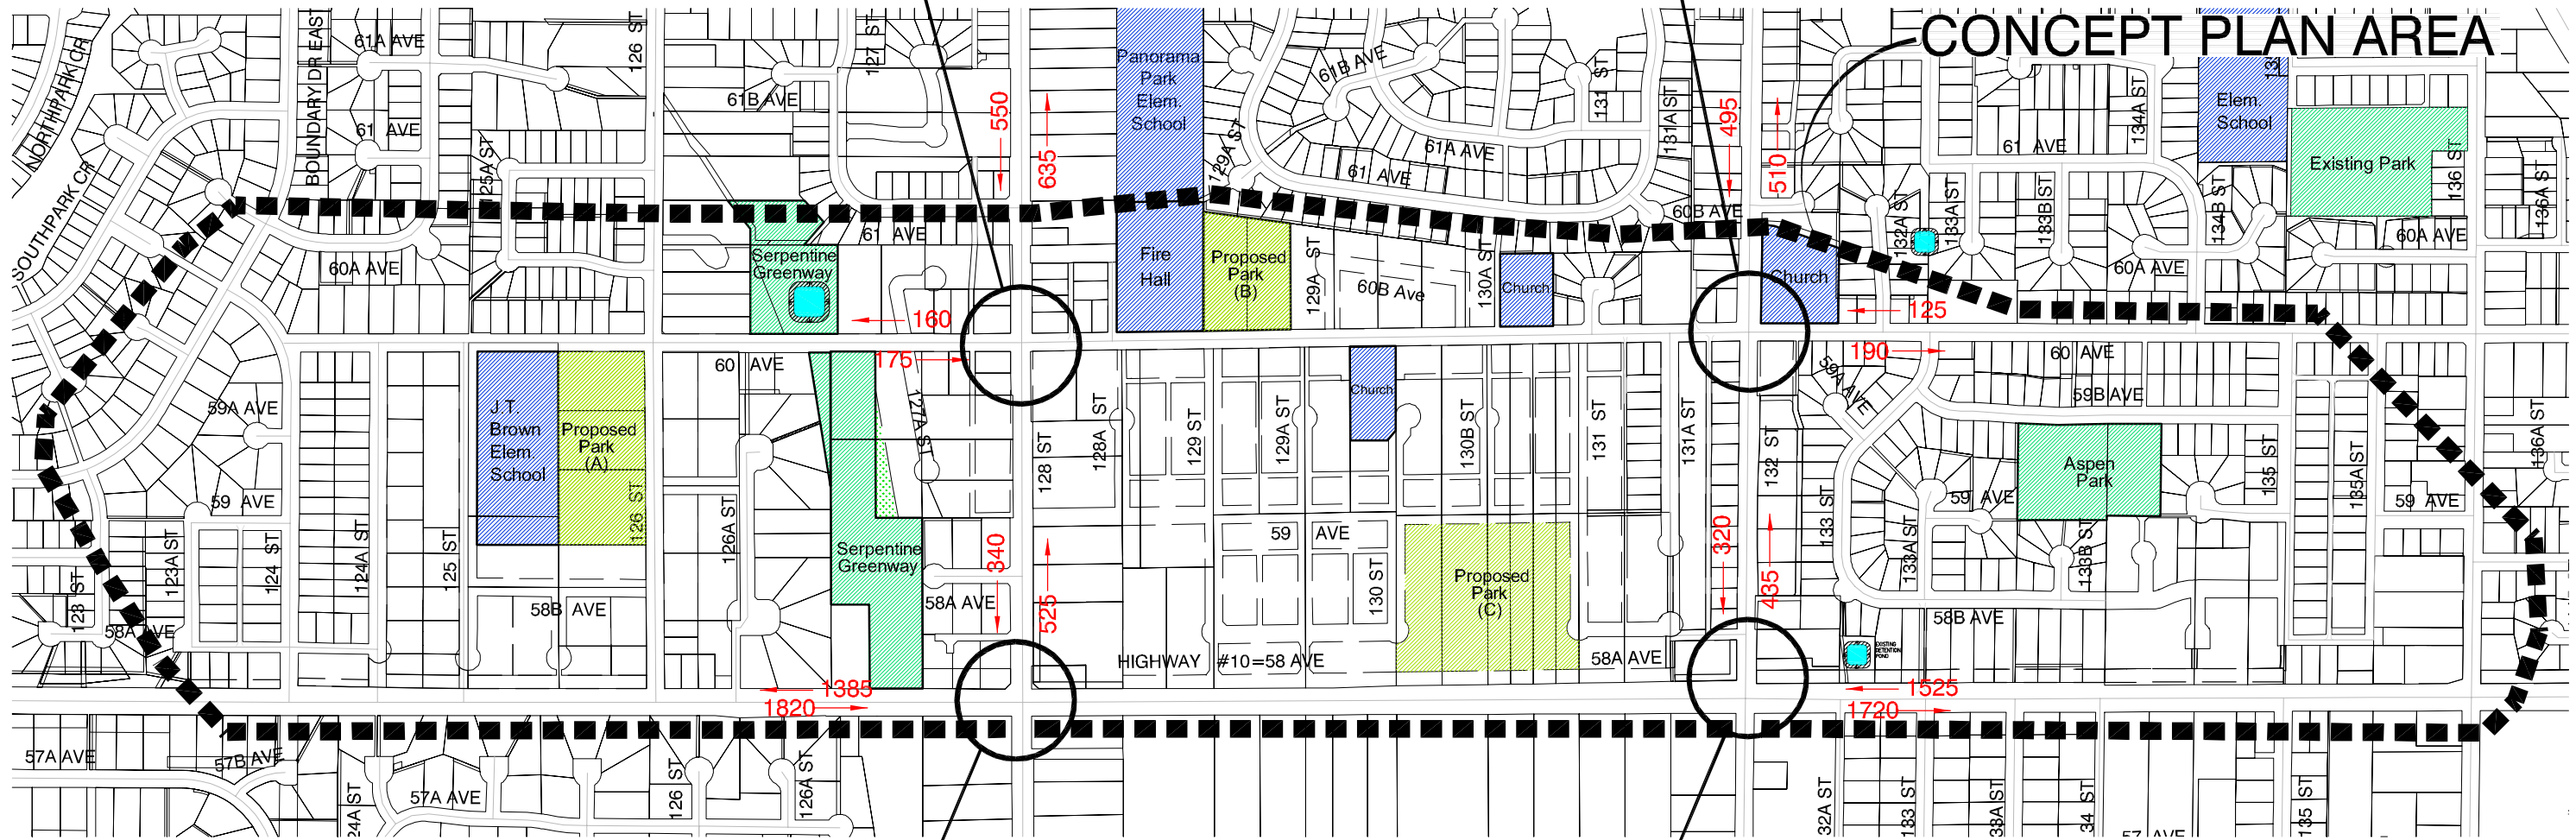 CONCEPT PLAN AREA
NORTHPARK CR
SOUTHPARK CR
BOUNDARY DR EAST
61A AVE
126 ST
127 ST
61B AVE
61 AVE
125A ST
550
635
Panorama
Park
Elem.
School
129A ST
61B AVE
131 ST
131A ST
61A AVE
61 AVE
495
510
134A ST
61 AVE
Elem.
School
Existing Park
136 ST
136A ST
60A AVE
61 AVE
Serpentine
Greenway
160
Fire
Hall
Proposed
Park
(B)
129A ST
60B Ave
130A ST
Church
60B AVE
Church
132A ST
133A ST
133B ST
134B ST
60A AVE
60A AVE
125
175
60 AVE
190
60 AVE
59A AVE
59B AVE
59A AVE
J.T.
Brown
Elem.
School
Proposed
Park
(A)
126 ST
127A ST
128 ST
128A ST
129 ST
129A ST
Church
130B ST
131 ST
131A ST
132 ST
133 ST
Aspen
Park
135 ST
135A ST
136A ST
59 AVE
59 AVE
59 AVE
59 AVE
123 ST
123A ST
124 ST
124A ST
125 ST
126A ST
Serpentine
Greenway
340
525
130 ST
Proposed
Park
(C)
320
435
133A ST
133B ST
58A AVE
58B AVE
58A AVE
58B AVE
HIGHWAY #10=58 AVE
58A AVE
EXISTING
DETENTION
POND
1385
1820
1525
1720
57A AVE
57B AVE
57A AVE
126 ST
126A ST
133 ST
135 ST